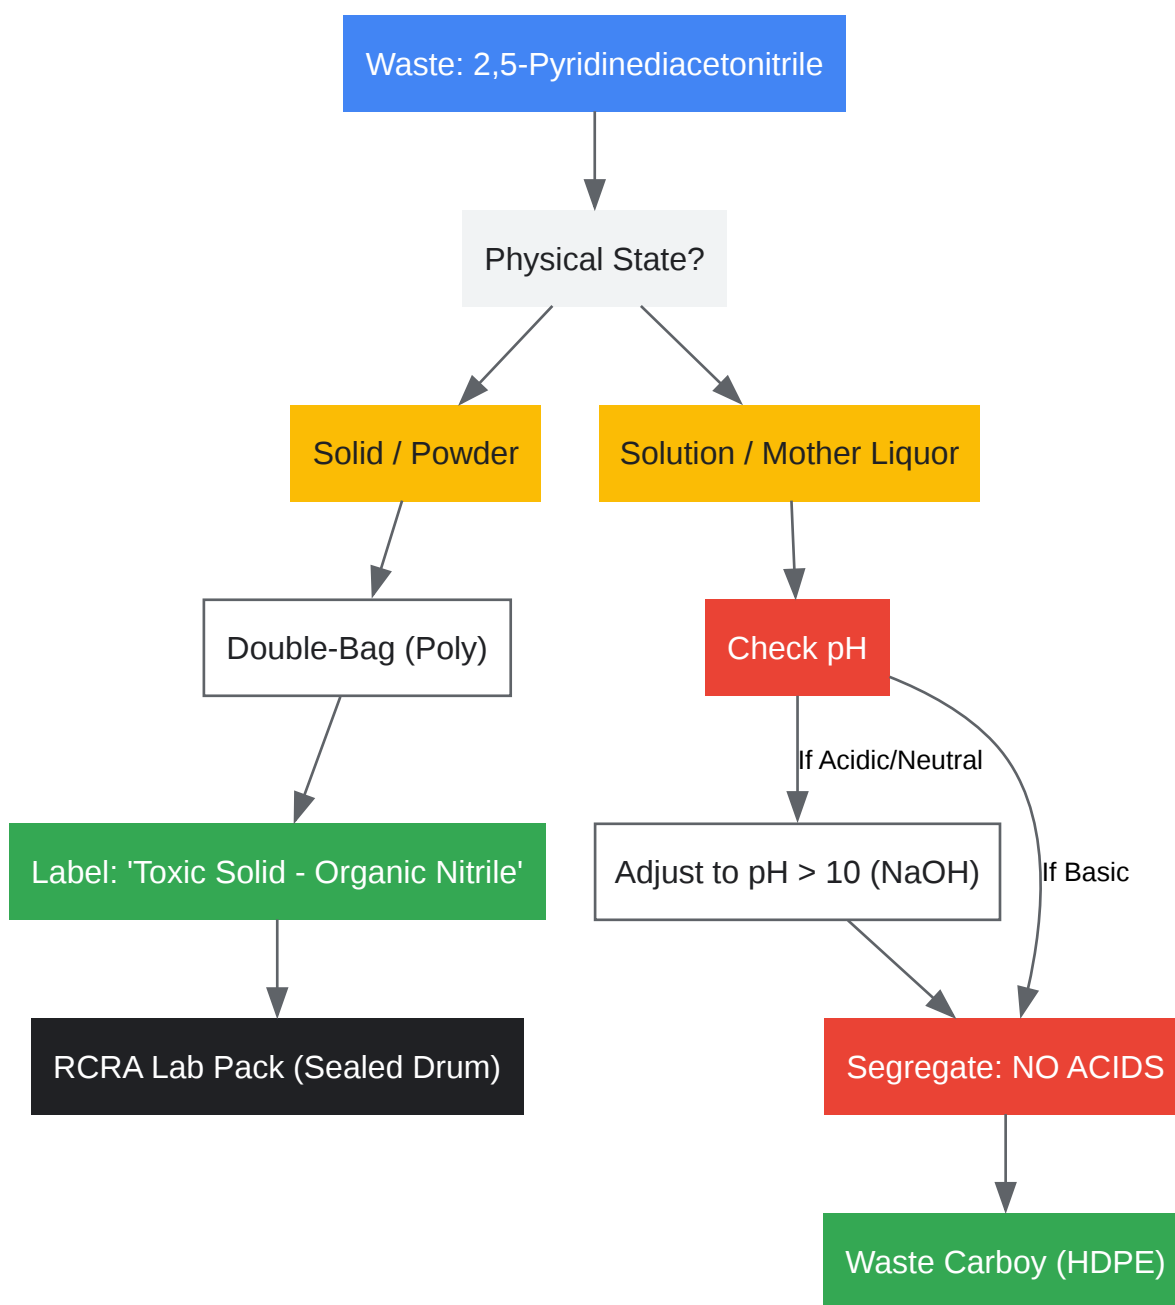 Waste: 2,5-Pyridinediacetonitrile
Physical State?
Solid / Powder
Solution / Mother Liquor
Double-Bag (Poly)
Check pH
If Acidic/Neutral
Label: 'Toxic Solid - Organic Nitrile'
Adjust to pH > 10 (NaOH)
If Basic
RCRA Lab Pack (Sealed Drum)
Segregate: NO ACIDS
Waste Carboy (HDPE)